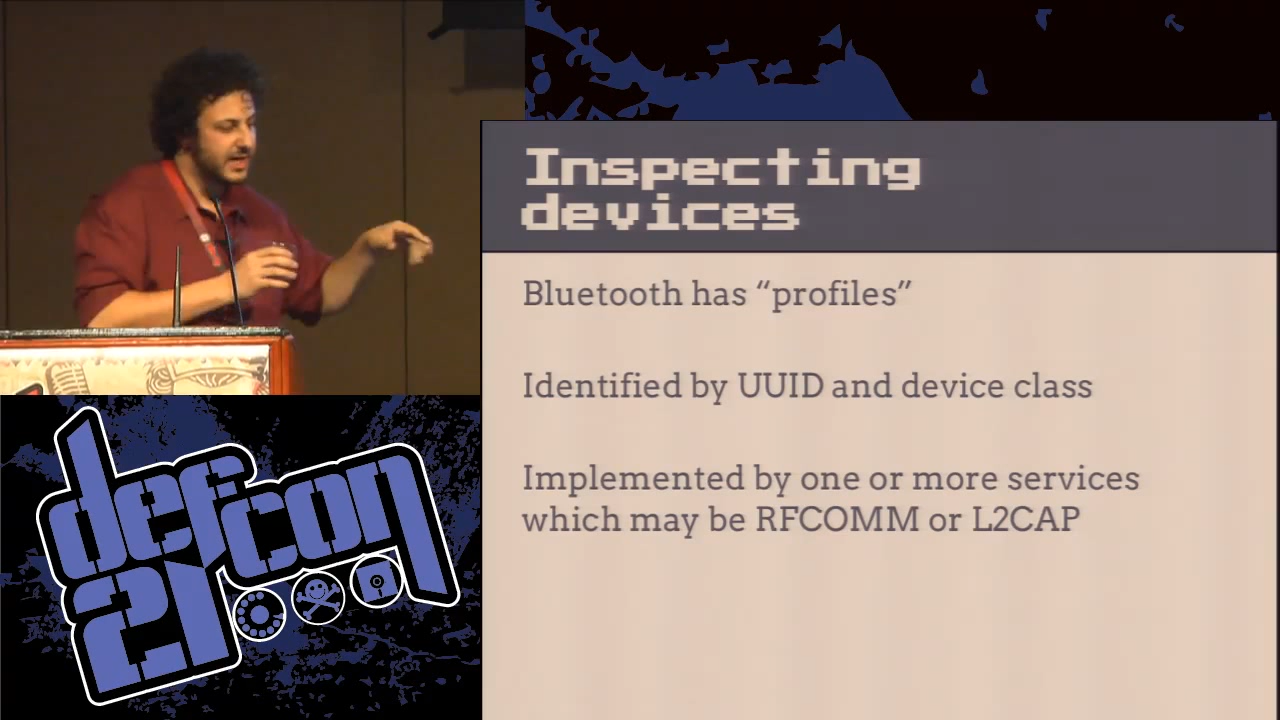 Inspecting
devices
Bluetooth has “profiles”
Identified by UUID and device class
Implemented by one or more services
which may be RFCOMM or L2CAP
defcon
21